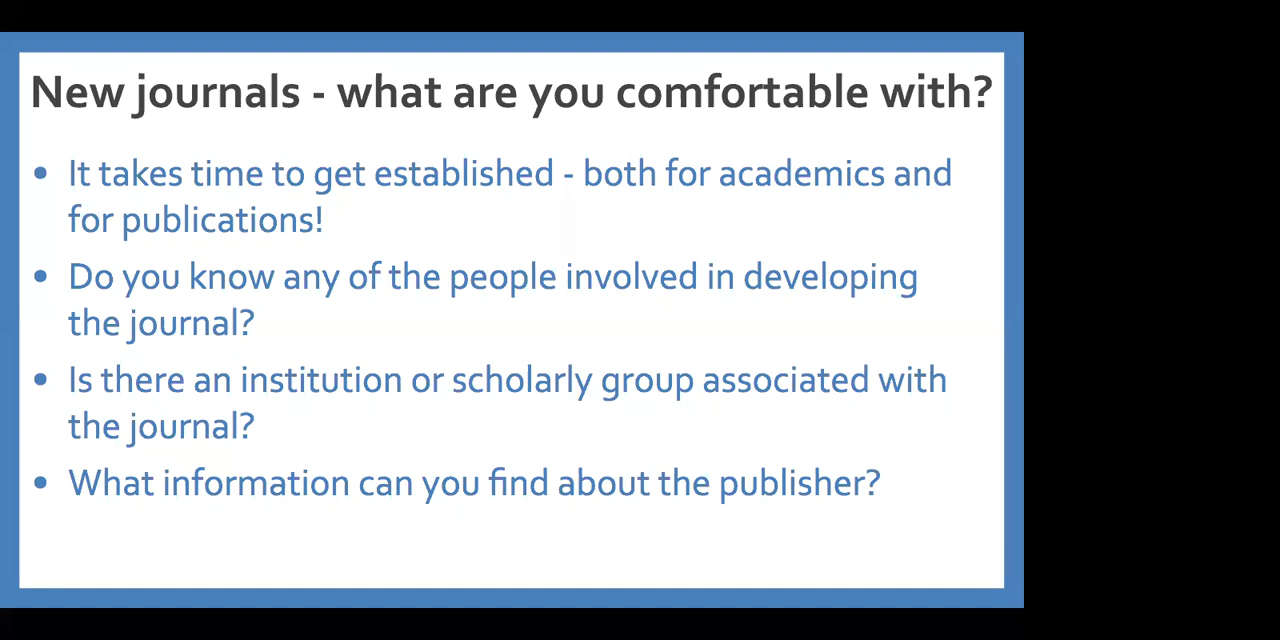 New journals - what are you comfortable with?
• It takes time to get established - both for academics and
for publications!
• Do you know any of the people involved in developing
the journal?
• Is there an institution or scholarly group associated with
the journal?
• What information can you find about the publisher?